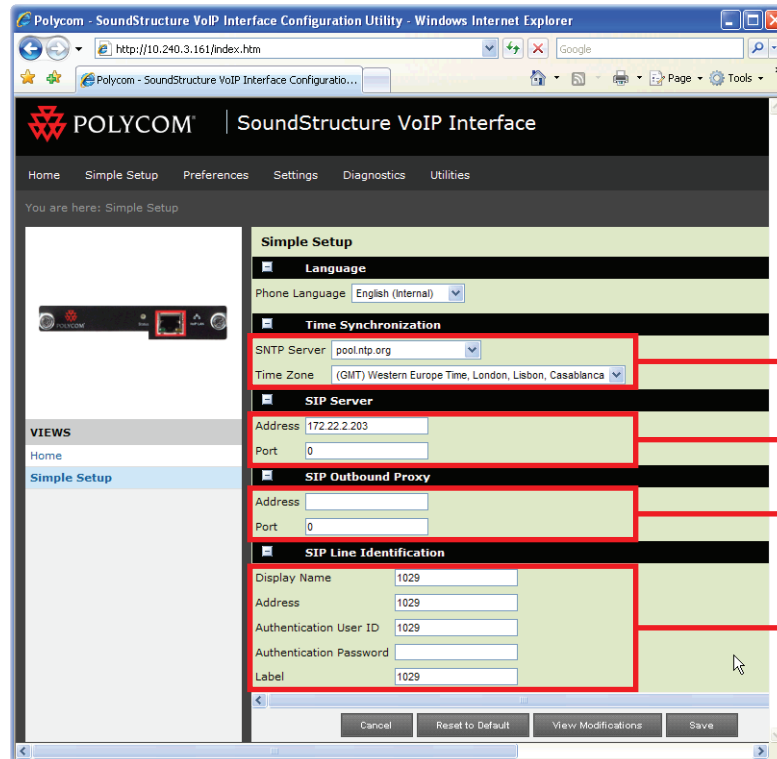 Polycom - SoundStructure VoIP Interface Configuration Utility - Windows Internet Explorer
http://10.240.3.161/index.htm
Google
Polycom - SoundStructure VoIP Interface Configuratio...
Page
Tools
POLYCOM® | SoundStructure VoIP Interface
Home Simple Setup Preferences Settings Diagnostics Utilities
You are here: Simple Setup
POLYCOM
VIEWS
Home
Simple Setup
Simple Setup
Language
Phone Language English (Internal)
Time Synchronization
SNTP Server pool.ntp.org
Time Zone (GMT) Western Europe Time, London, Lisbon, Casablanca
SIP Server
Address 172.22.2.203
Port 0
SIP Outbound Proxy
Address
Port 0
SIP Line Identification
Display Name 1029
Address 1029
Authentication User ID 1029
Authentication Password
Label 1029
Cancel Reset to Default View Modifications Save